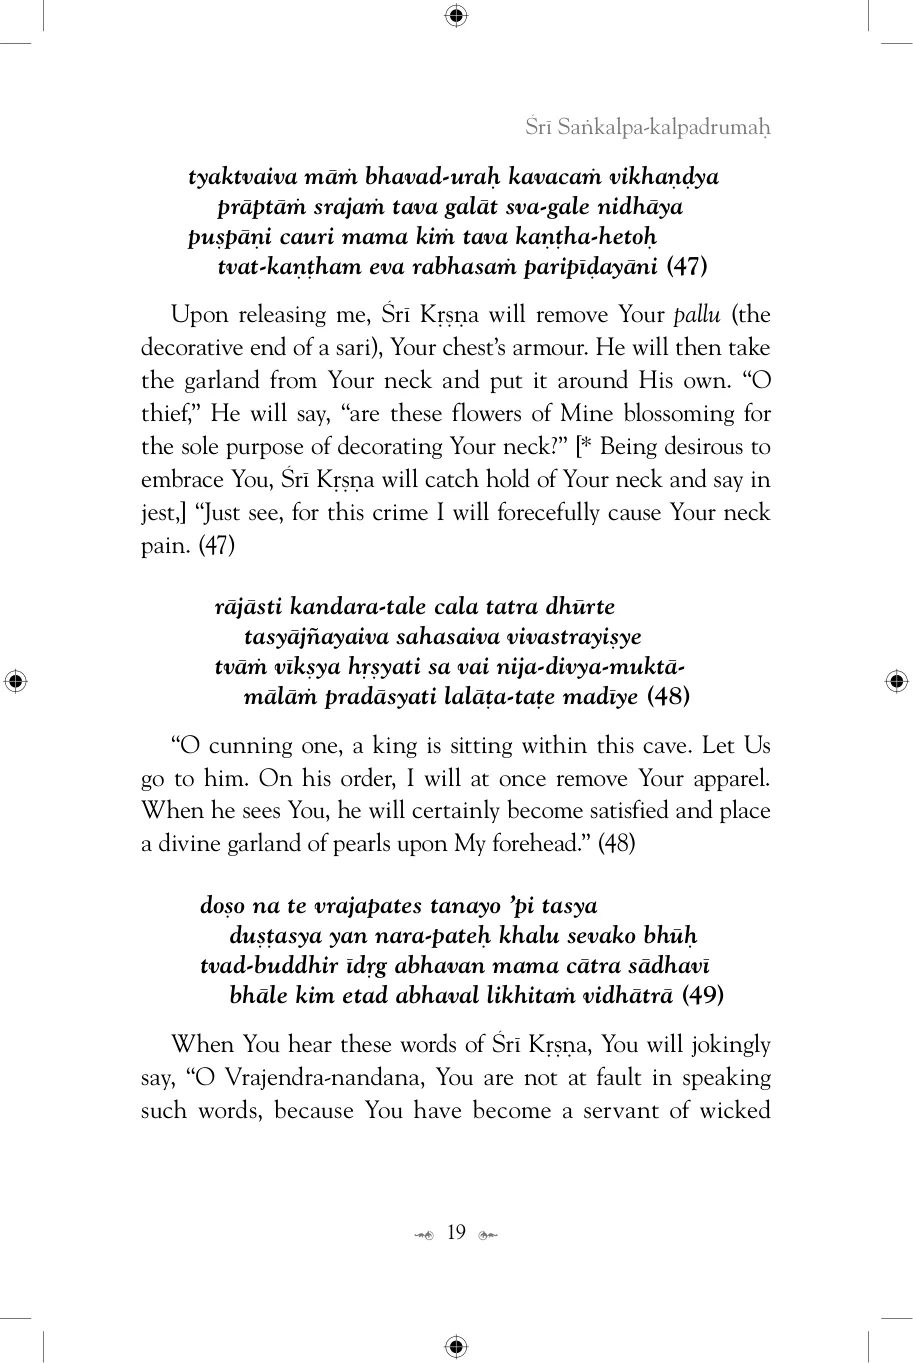 Śrī Saṅkalpa-kalpadrumaḥ
tyaktvaiva māṁ bhavad-uraḥ kavacaṁ vikhaṇḍya
prāptāṁ srajaṁ tava galāt sva-gale nidhāya
puṣpāṇi cauri mama kiṁ tava kaṇṭha-hetoḥ
tvat-kaṇṭham eva rabhasaṁ paripīḍayāni (47)
Upon releasing me, Śrī Kṛṣṇa will remove Your pallu (the
decorative end of a sari), Your chest’s armour. He will then take
the garland from Your neck and put it around His own. “O
thief,” He will say, “are these flowers of Mine blossoming for
the sole purpose of decorating Your neck?” [* Being desirous to
embrace You, Śrī Kṛṣṇa will catch hold of Your neck and say in
jest,] “Just see, for this crime I will forecefully cause Your neck
pain. (47)
rājāsti kandara-tale cala tatra dhūrte
tasyājñayaiva sahasaiva vivastrayiṣye
tvāṁ vīkṣya hṛṣyati sa vai nija-divya-muktā-
mālāṁ pradāsyati lalāṭa-taṭe madīye (48)
“O cunning one, a king is sitting within this cave. Let Us
go to him. On his order, I will at once remove Your apparel.
When he sees You, he will certainly become satisfied and place
a divine garland of pearls upon My forehead.” (48)
doṣo na te vrajapates tanayo ’pi tasya
duṣṭasya yan nara-pateḥ khalu sevako bhūḥ
tvad-buddhir īdṛg abhavan mama cātra sādhavī
bhāle kim etad abhaval likhitaṁ vidhātrā (49)
When You hear these words of Śrī Kṛṣṇa, You will jokingly
say, “O Vrajendra-nandana, You are not at fault in speaking
such words, because You have become a servant of wicked
19